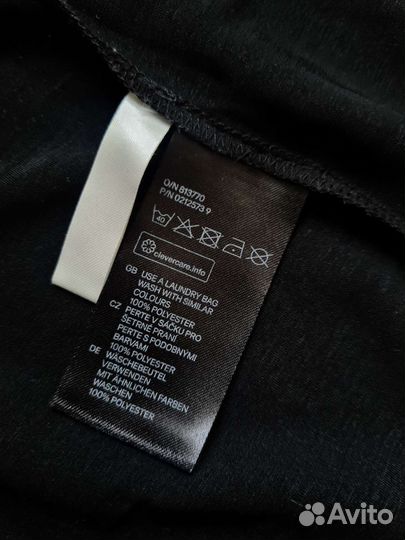 O/N 813770
P/N 0212573 9
40
clevercare.info
GB USE A LAUNDRY BAG
WASH WITH SIMILAR
COLOURS
100% POLYESTER
CZ PERTE V SÁČKU PRO
ŠETRNÉ PRANÍ
PERTE S PODOBNÝMI
BARVAMI
100% POLYESTER
DE WÄSCHEBEUTEL
VERWENDEN
MIT ÄHNLICHEN FARBEN
WASCHEN
100% POLYESTER
Avito